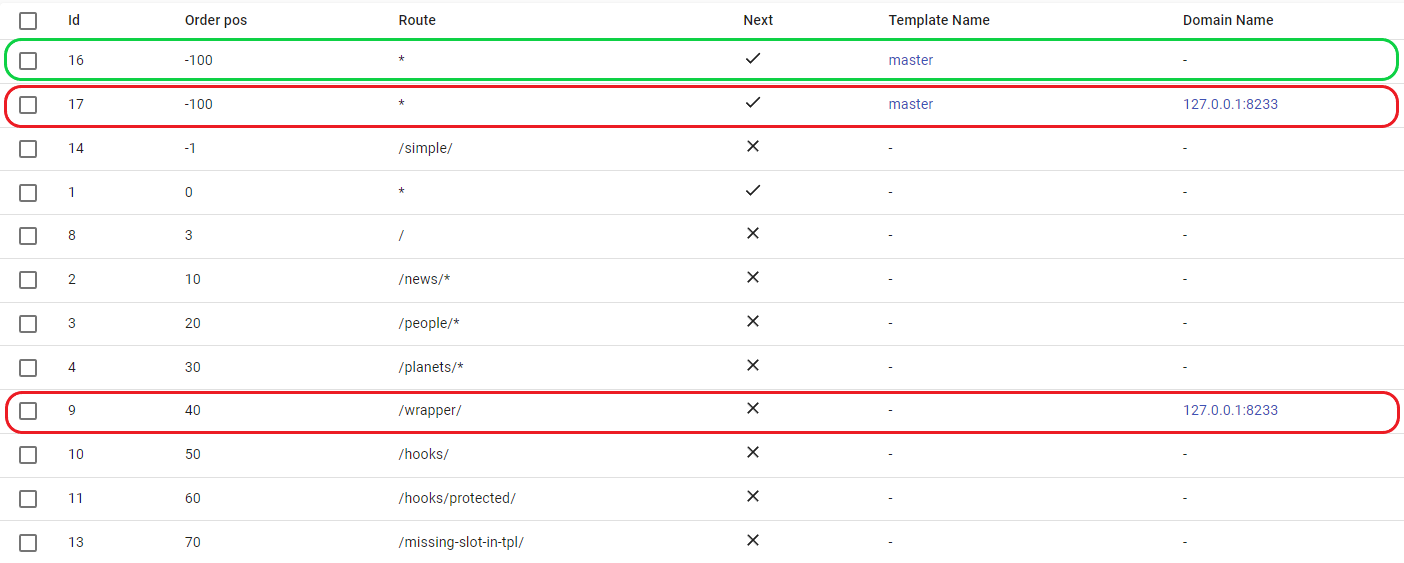 Id Order pos Route Next Template Name Domain Name
16 -100 * master -
17 -100 * master 127.0.0.1:8233
14 -1 /simple/ - -
1 0 * - -
8 3 / - -
2 10 /news/* - -
3 20 /people/* - -
4 30 /planets/* - -
9 40 /wrapper/ - 127.0.0.1:8233
10 50 /hooks/ - -
11 60 /hooks/protected/ - -
13 70 /missing-slot-in-tpl/ - -